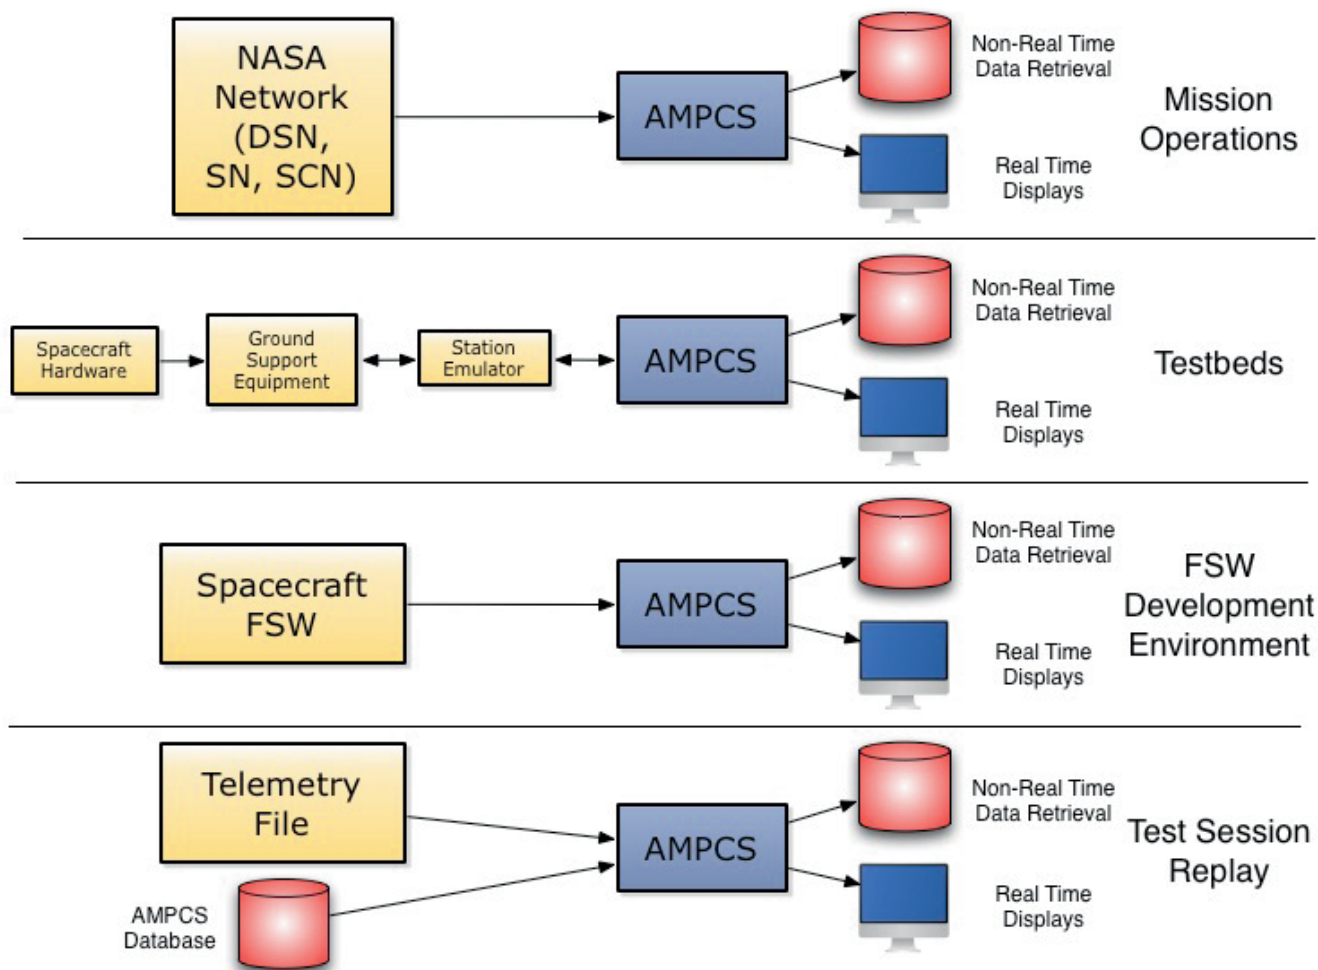 NASA
Network
(DSN,
SN, SCN)
AMPCS
Non-Real Time
Data Retrieval
Real Time
Displays
Mission
Operations
Spacecraft
Hardware
Ground
Support
Equipment
Station
Emulator
AMPCS
Non-Real Time
Data Retrieval
Real Time
Displays
Testbeds
Spacecraft
FSW
AMPCS
Non-Real Time
Data Retrieval
Real Time
Displays
FSW
Development
Environment
Telemetry
File
AMPCS
Database
AMPCS
Non-Real Time
Data Retrieval
Real Time
Displays
Test Session
Replay